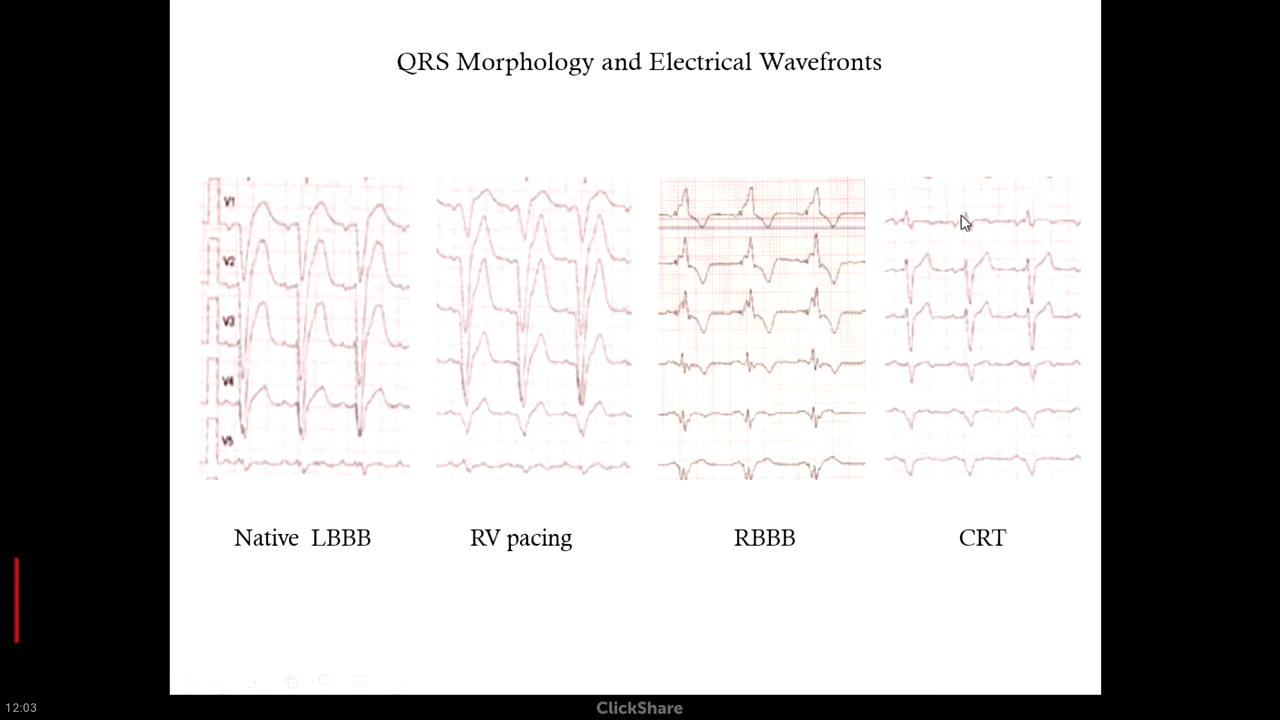 QRS Morphology and Electrical Wavefronts
V1
V2
V3
V4
V5
Native LBBB
RV pacing
RBBB
CRT
12:03
ClickShare